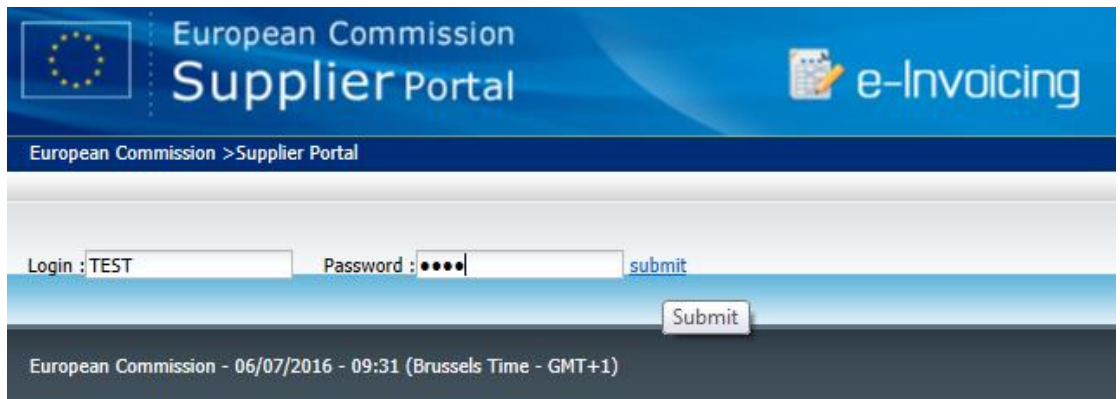 European Commission
Supplier Portal
e-Invoicing
European Commission >Supplier Portal
Login : TEST Password : •••• submit
Submit
European Commission - 06/07/2016 - 09:31 (Brussels Time - GMT+1)